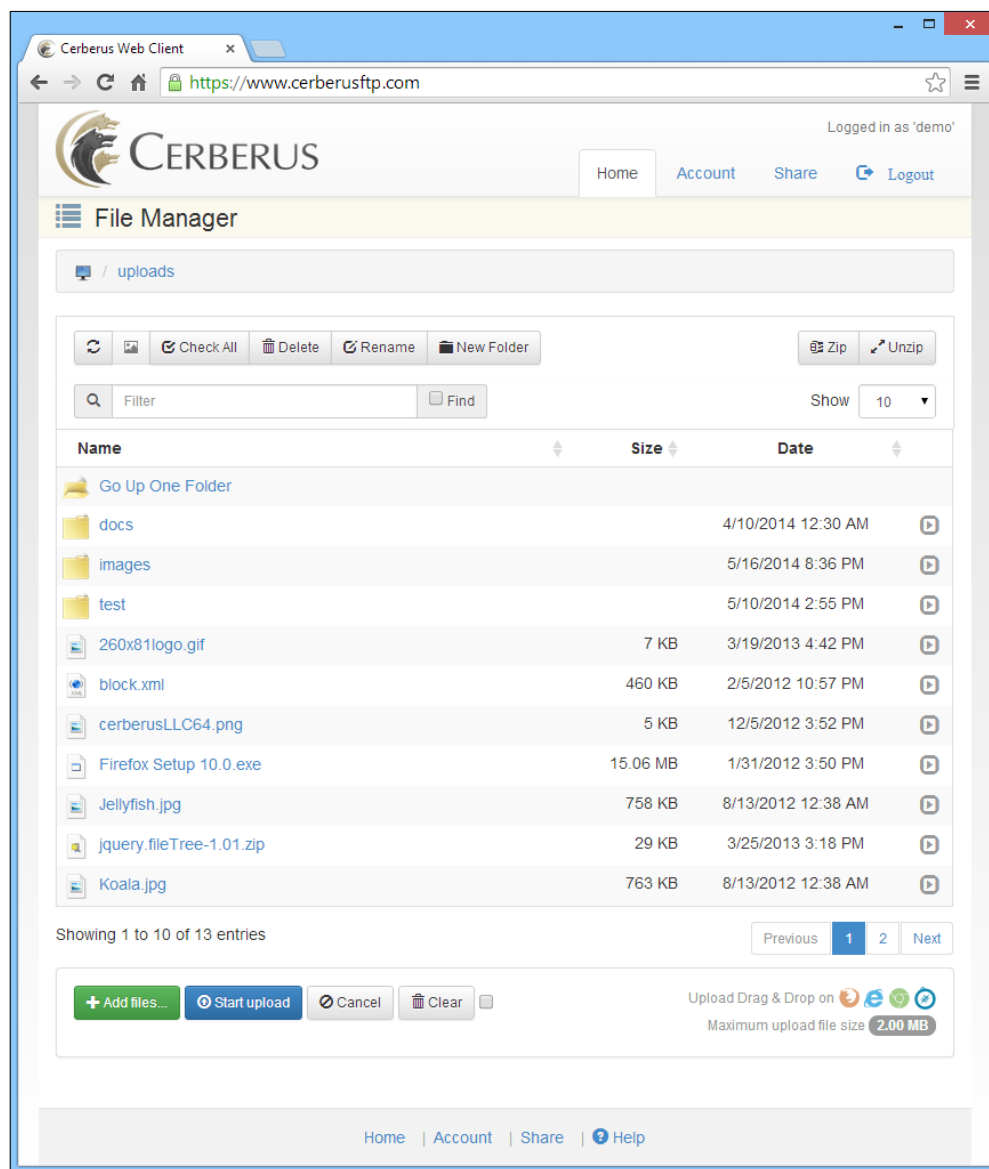 Cerberus Web Client
https://www.cerberusftp.com
Logged in as 'demo'
CERBERUS
Home Account Share Logout
File Manager
/ uploads
Check All Delete Rename New Folder Zip Unzip
Filter Find Show 10
Name Size Date
Go Up One Folder
docs 4/10/2014 12:30 AM
images 5/16/2014 8:36 PM
test 5/10/2014 2:55 PM
260x81logo.gif 7 KB 3/19/2013 4:42 PM
block.xml 460 KB 2/5/2012 10:57 PM
cerberusLLC64.png 5 KB 12/5/2012 3:52 PM
Firefox Setup 10.0.exe 15.06 MB 1/31/2012 3:50 PM
Jellyfish.jpg 758 KB 8/13/2012 12:38 AM
jquery.fileTree-1.01.zip 29 KB 3/25/2013 3:18 PM
Koala.jpg 763 KB 8/13/2012 12:38 AM
Showing 1 to 10 of 13 entries Previous 1 2 Next
Add files... Start upload Cancel Clear Upload Drag & Drop on
Maximum upload file size 2.00 MB
Home | Account | Share | Help